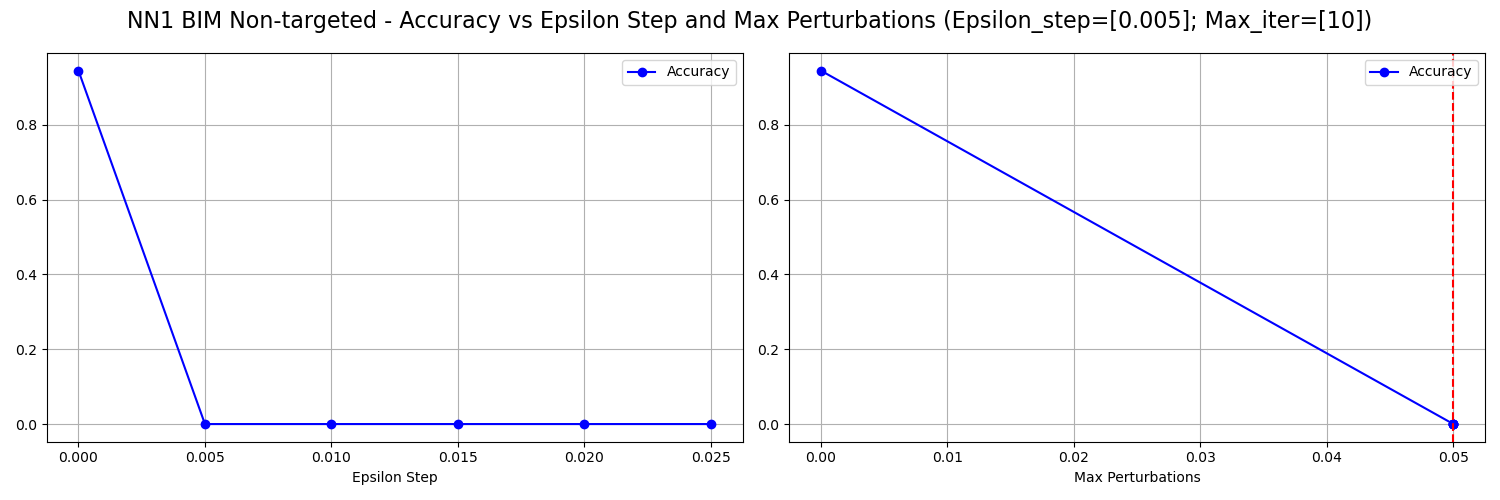 NN1 BIM Non-targeted - Accuracy vs Epsilon Step and Max Perturbations (Epsilon_step=[0.005]; Max_iter=[10])
Accuracy
0.8
0.6
0.4
0.2
0.0
0.000 0.005 0.010 0.015 0.020 0.025
Epsilon Step
Accuracy
0.8
0.6
0.4
0.2
0.0
0.00 0.01 0.02 0.03 0.04 0.05
Max Perturbations